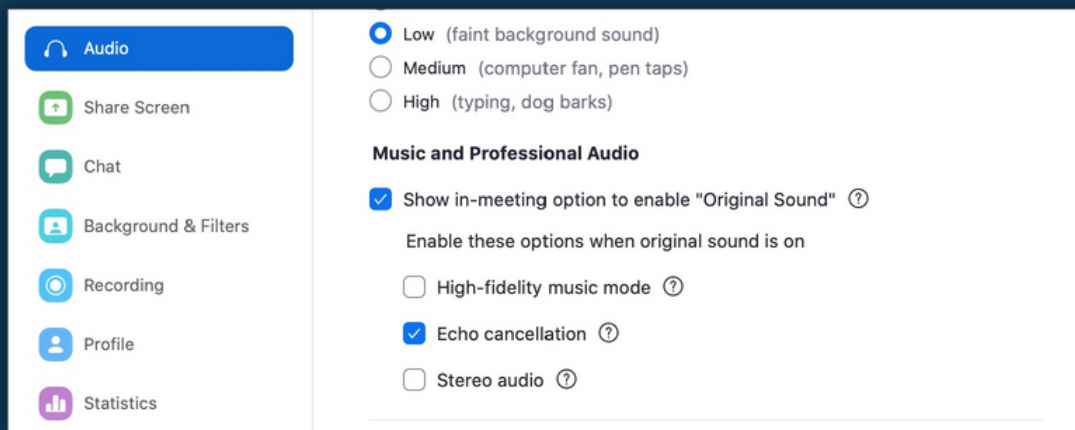 Audio
Share Screen
Chat
Background & Filters
Recording
Profile
Statistics
Low (faint background sound)
Medium (computer fan, pen taps)
High (typing, dog barks)
Music and Professional Audio
Show in-meeting option to enable "Original Sound" ?
Enable these options when original sound is on
High-fidelity music mode ?
Echo cancellation ?
Stereo audio ?